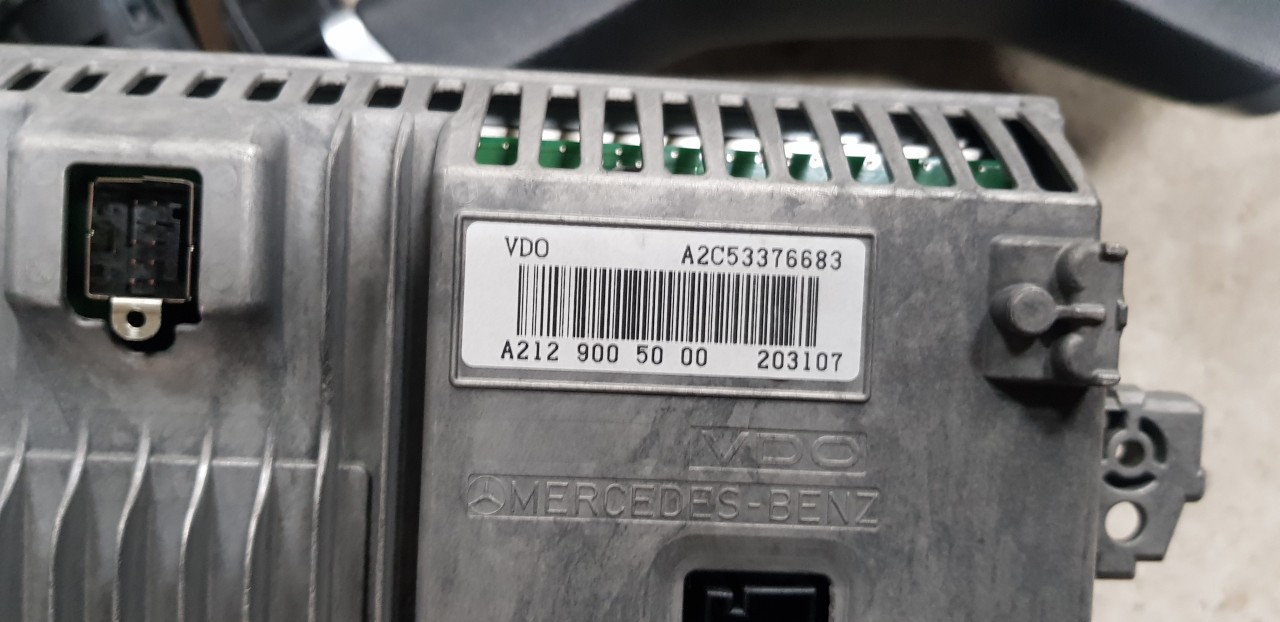 VDO A2C53376683
A212 900 50 00 203107
VDO
MERCEDES-BENZ